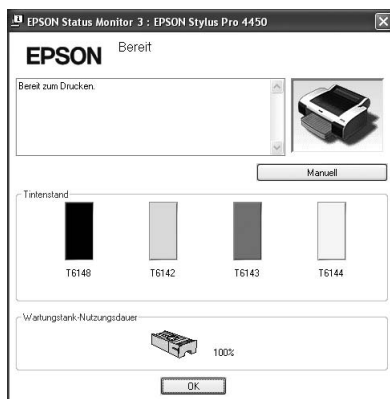 EPSON Status Monitor 3 : EPSON Stylus Pro 4450
EPSON
Bereit
Bereit zum Drucken.
Manuell
Tintenstand
T6148 T6142 T6143 T6144
Wartungstank-Nutzungsdauer
100%
OK